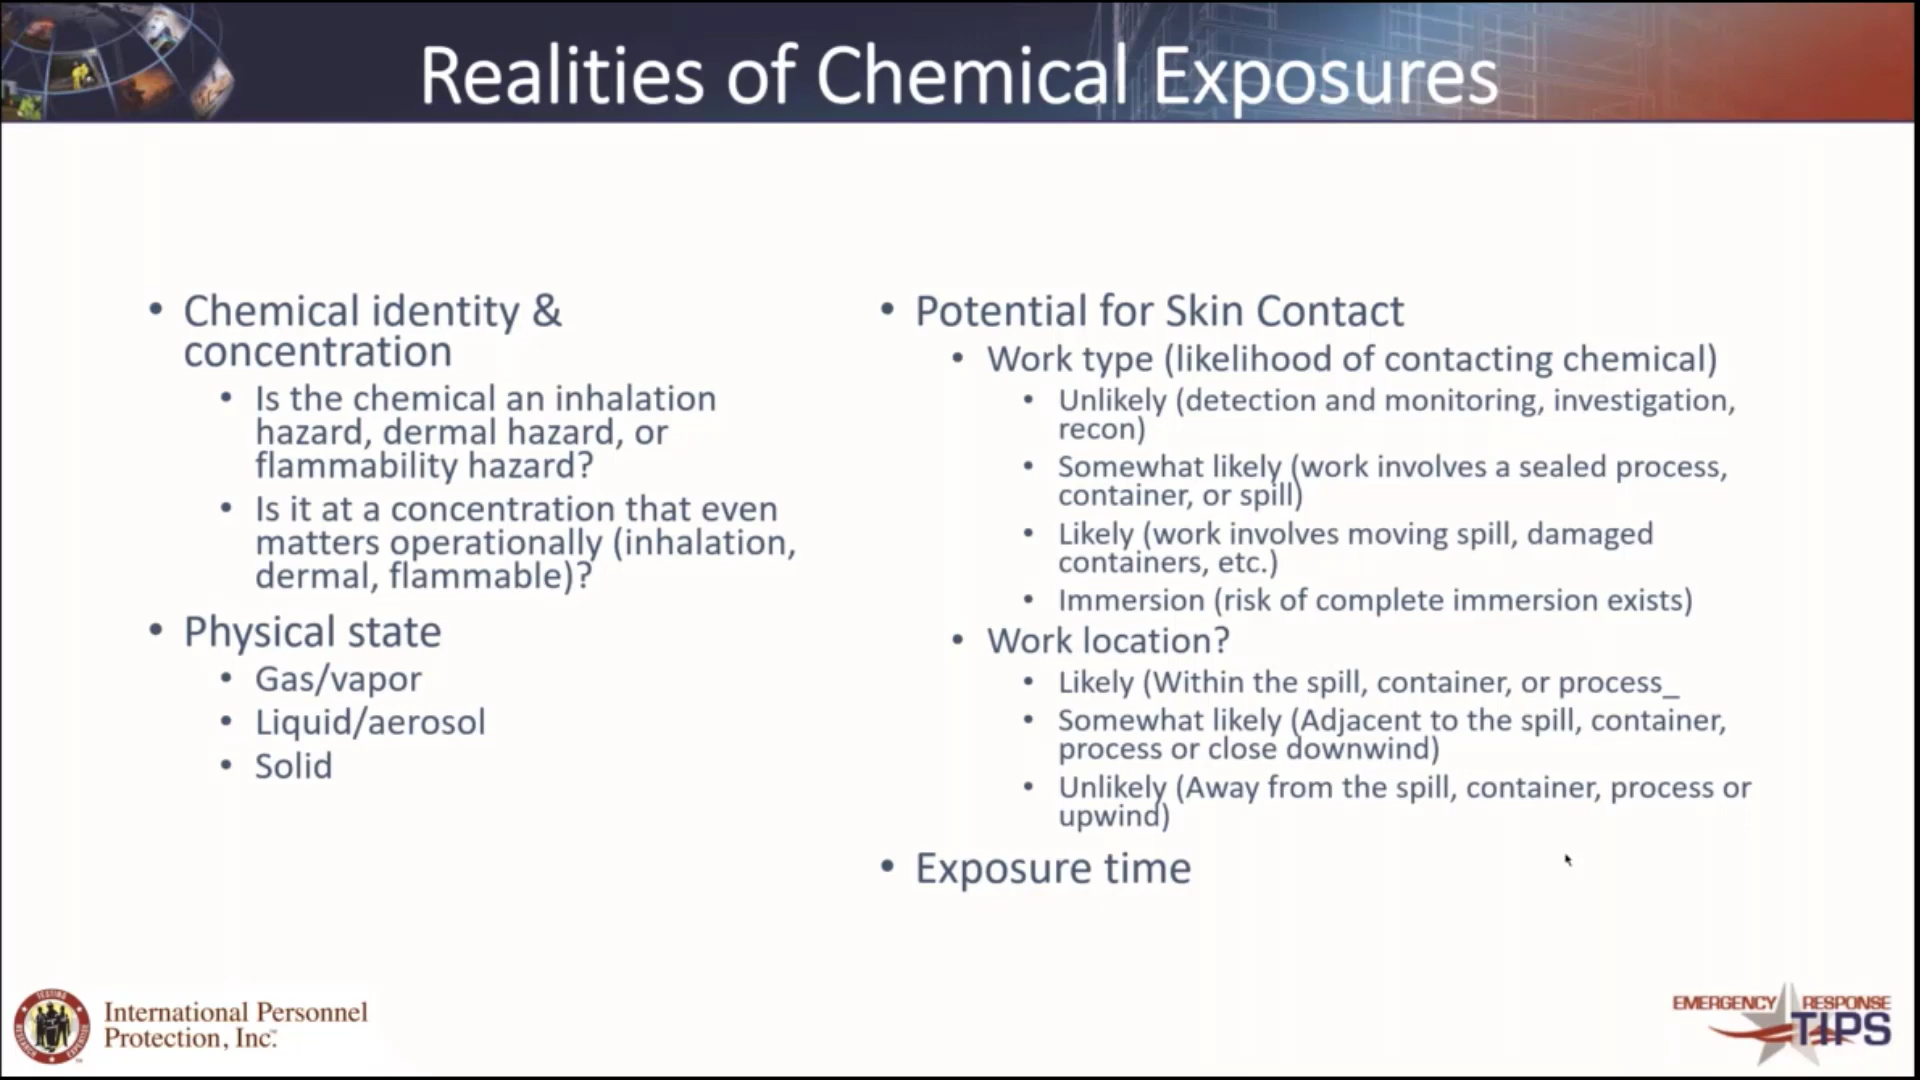 Realities of Chemical Exposures
• Chemical identity &
concentration
• Is the chemical an inhalation
hazard, dermal hazard, or
flammability hazard?
• Is it at a concentration that even
matters operationally (inhalation,
dermal, flammable)?
• Physical state
• Gas/vapor
• Liquid/aerosol
• Solid
• Potential for Skin Contact
• Work type (likelihood of contacting chemical)
• Unlikely (detection and monitoring, investigation,
recon)
• Somewhat likely (work involves a sealed process,
container, or spill)
• Likely (work involves moving spill, damaged
containers, etc.)
• Immersion (risk of complete immersion exists)
• Work location?
• Likely (Within the spill, container, or process_
• Somewhat likely (Adjacent to the spill, container,
process or close downwind)
• Unlikely (Away from the spill, container, process or
upwind)
• Exposure time
TESTING
RESEARCH
EXPERTISE
International Personnel
Protection, Inc.
EMERGENCY RESPONSE
TIPS